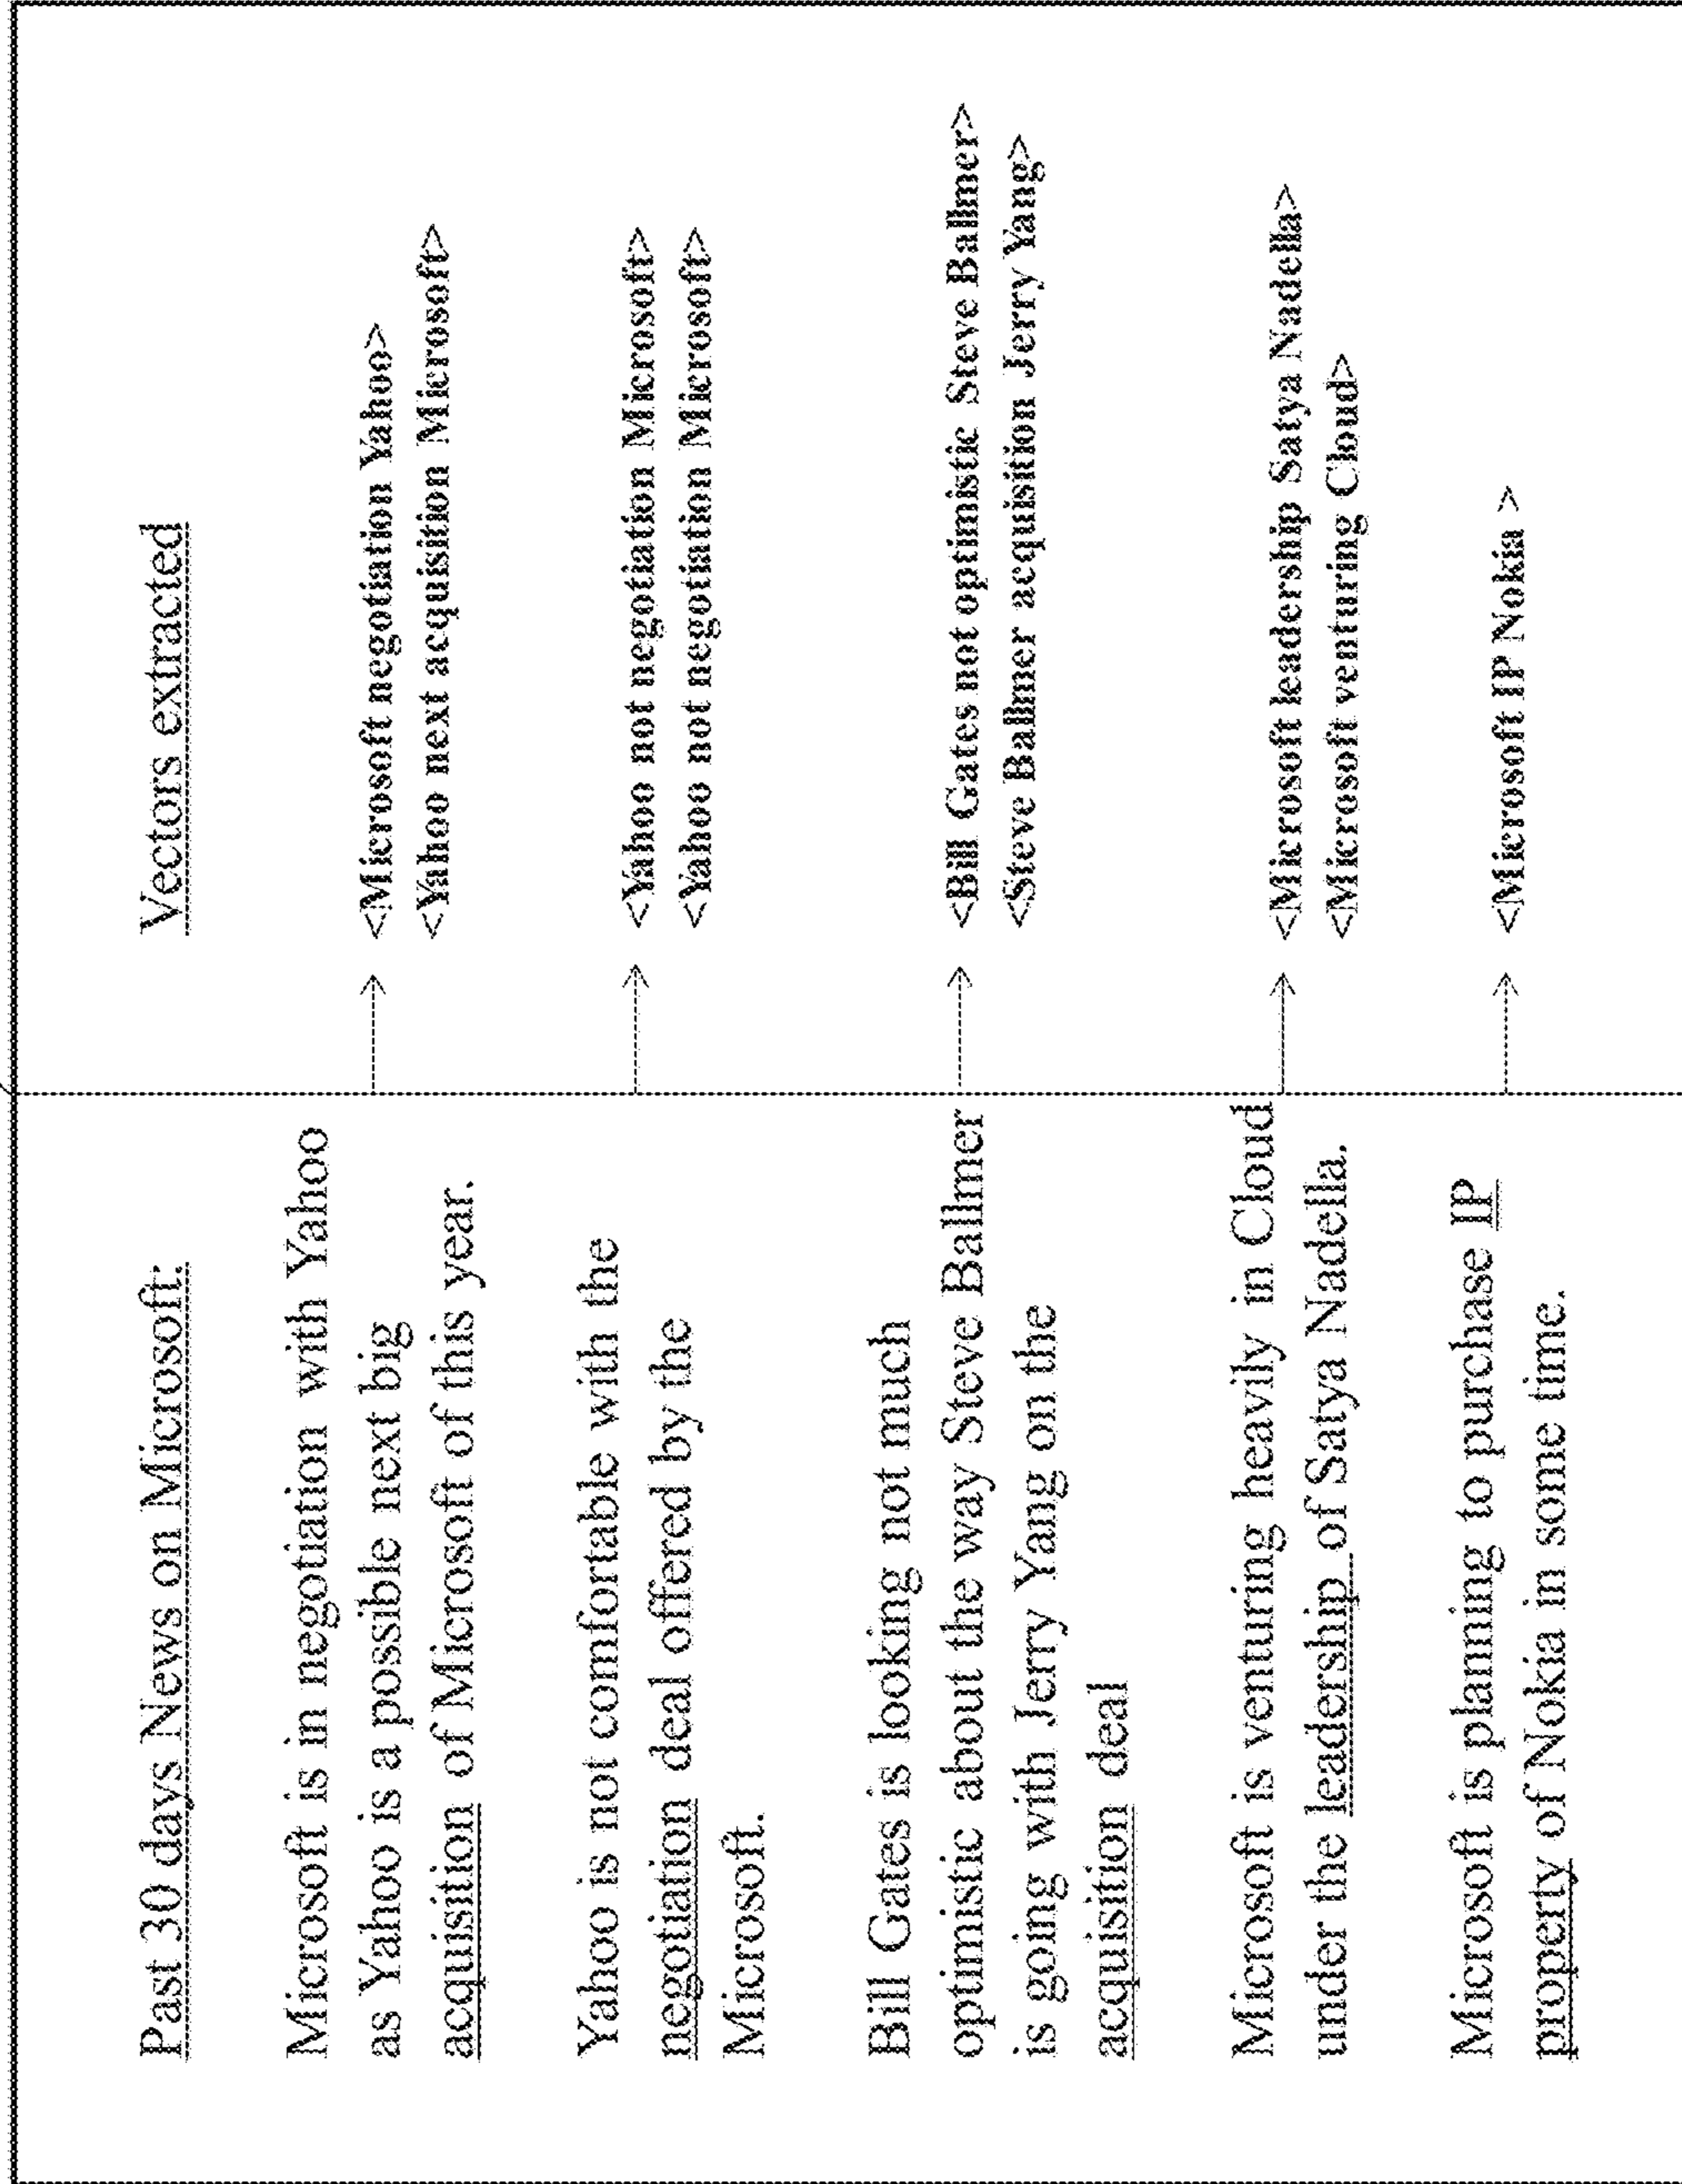 Past 30 days News on Microsoft:
Microsoft is in negotiation with Yahoo
as Yahoo is a possible next big
acquisition of Microsoft of this year.
Yahoo is not comfortable with the
negotiation deal offered by the
Microsoft.
Bill Gates is looking not much
optimistic about the way Steve Ballmer
is going with Jerry Yang on the
acquisition deal
Microsoft is venturing heavily in Cloud
under the leadership of Satya Nadella.
Microsoft is planning to purchase IP
property of Nokia in some time.
Vectors extracted
<Microsoft negotiation Yahoo>
<Yahoo next acquisition Microsoft>
<Yahoo not negotiation Microsoft>
<Yahoo not negotiation Microsoft>
<Bill Gates not optimistic Steve Ballmer>
<Steve Ballmer acquisition Jerry Yang>
<Microsoft leadership Satya Nadella>
<Microsoft venturing Cloud>
<Microsoft IP Nokia >